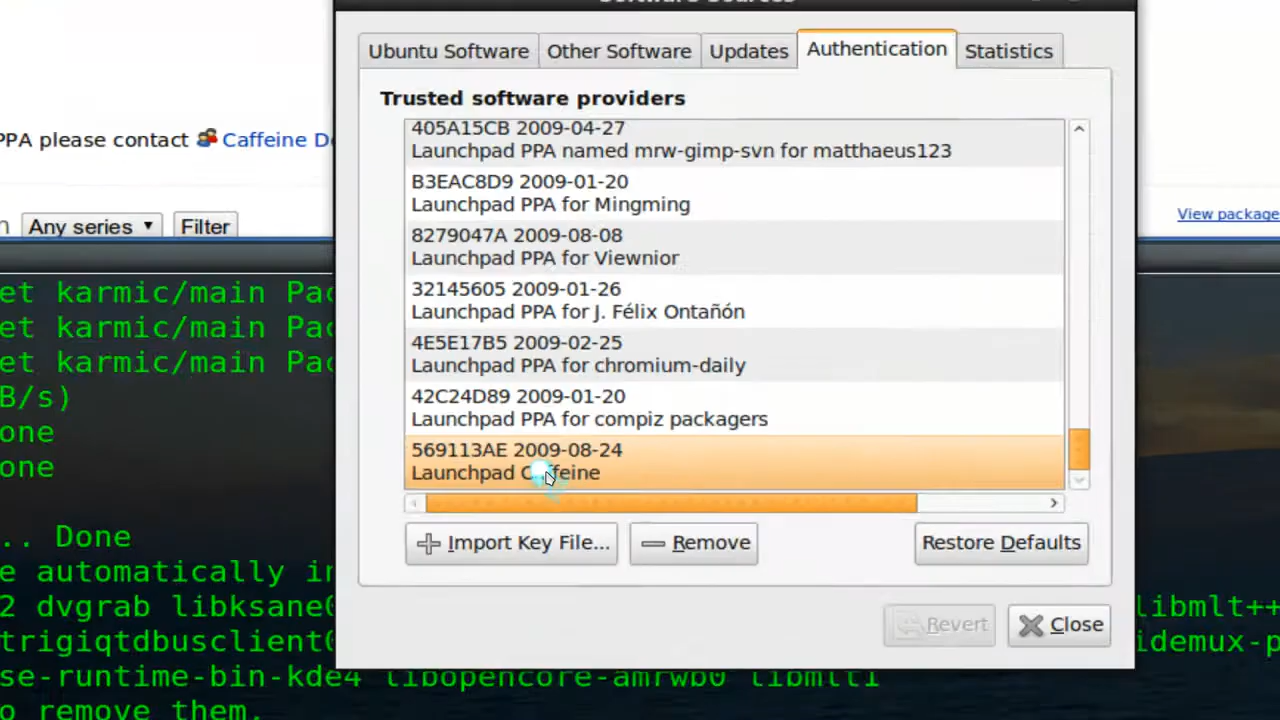 Software Sources
Ubuntu Software
Other Software
Updates
Authentication
Statistics
Trusted software providers
405A15CB 2009-04-27
Launchpad PPA named mrw-gimp-svn for matthaeus123
B3EAC8D9 2009-01-20
Launchpad PPA for Mingming
8279047A 2009-08-08
Launchpad PPA for Viewnior
32145605 2009-01-26
Launchpad PPA for J. Félix Ontañón
4E5E17B5 2009-02-25
Launchpad PPA for chromium-daily
42C24D89 2009-01-20
Launchpad PPA for compiz packagers
569113AE 2009-08-24
Launchpad Caffeine
Import Key File...
Remove
Restore Defaults
Revert
Close
PPA please contact Caffeine D
Any series
Filter
View package
et karmic/main Pac
et karmic/main Pac
et karmic/main Pac
B/s)
one
one
.. Done
e automatically in
2 dvgrab libksane0 libmlt++
trigiqtdbusclient0 idemux-p
se-runtime-bin-kde4 libopencore-amrwb0 libmlt1
o remove them.